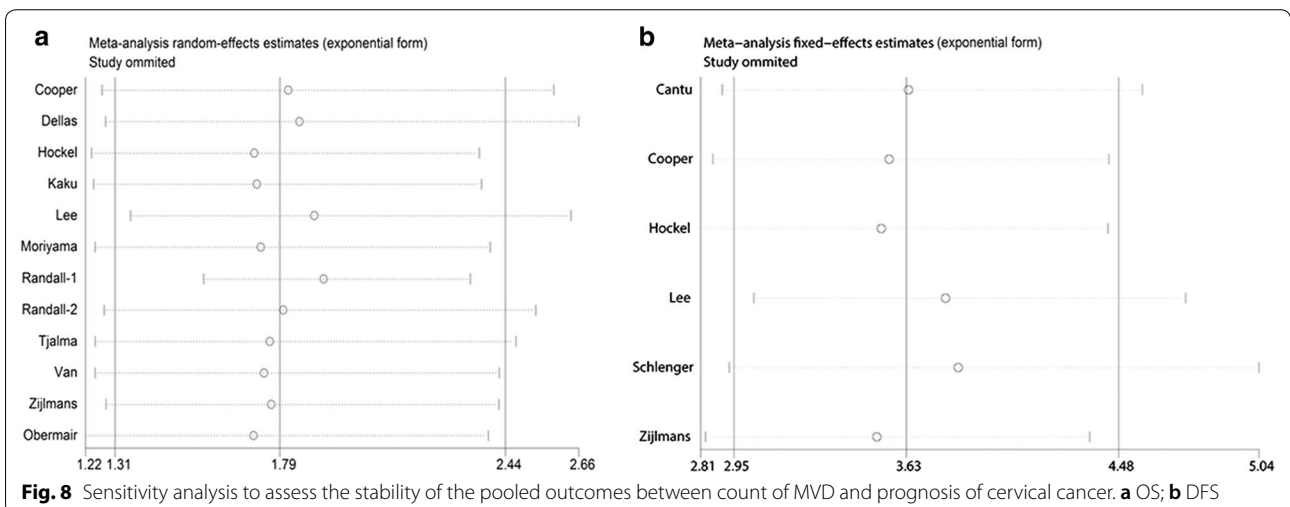 a
Meta-analysis random-effects estimates (exponential form)
Study ommited
Cooper
Dellas
Hockel
Kaku
Lee
Moriyama
Randall-1
Randall-2
Tjalma
Van
Zijlmans
Obermair
1.22 1.31 1.79 2.44 2.66
b
Meta–analysis fixed–effects estimates (exponential form)
Study ommited
Cantu
Cooper
Hockel
Lee
Schlenger
Zijlmans
2.81 2.95 3.63 4.48 5.04
Fig. 8 Sensitivity analysis to assess the stability of the pooled outcomes between count of MVD and prognosis of cervical cancer. a OS; b DFS